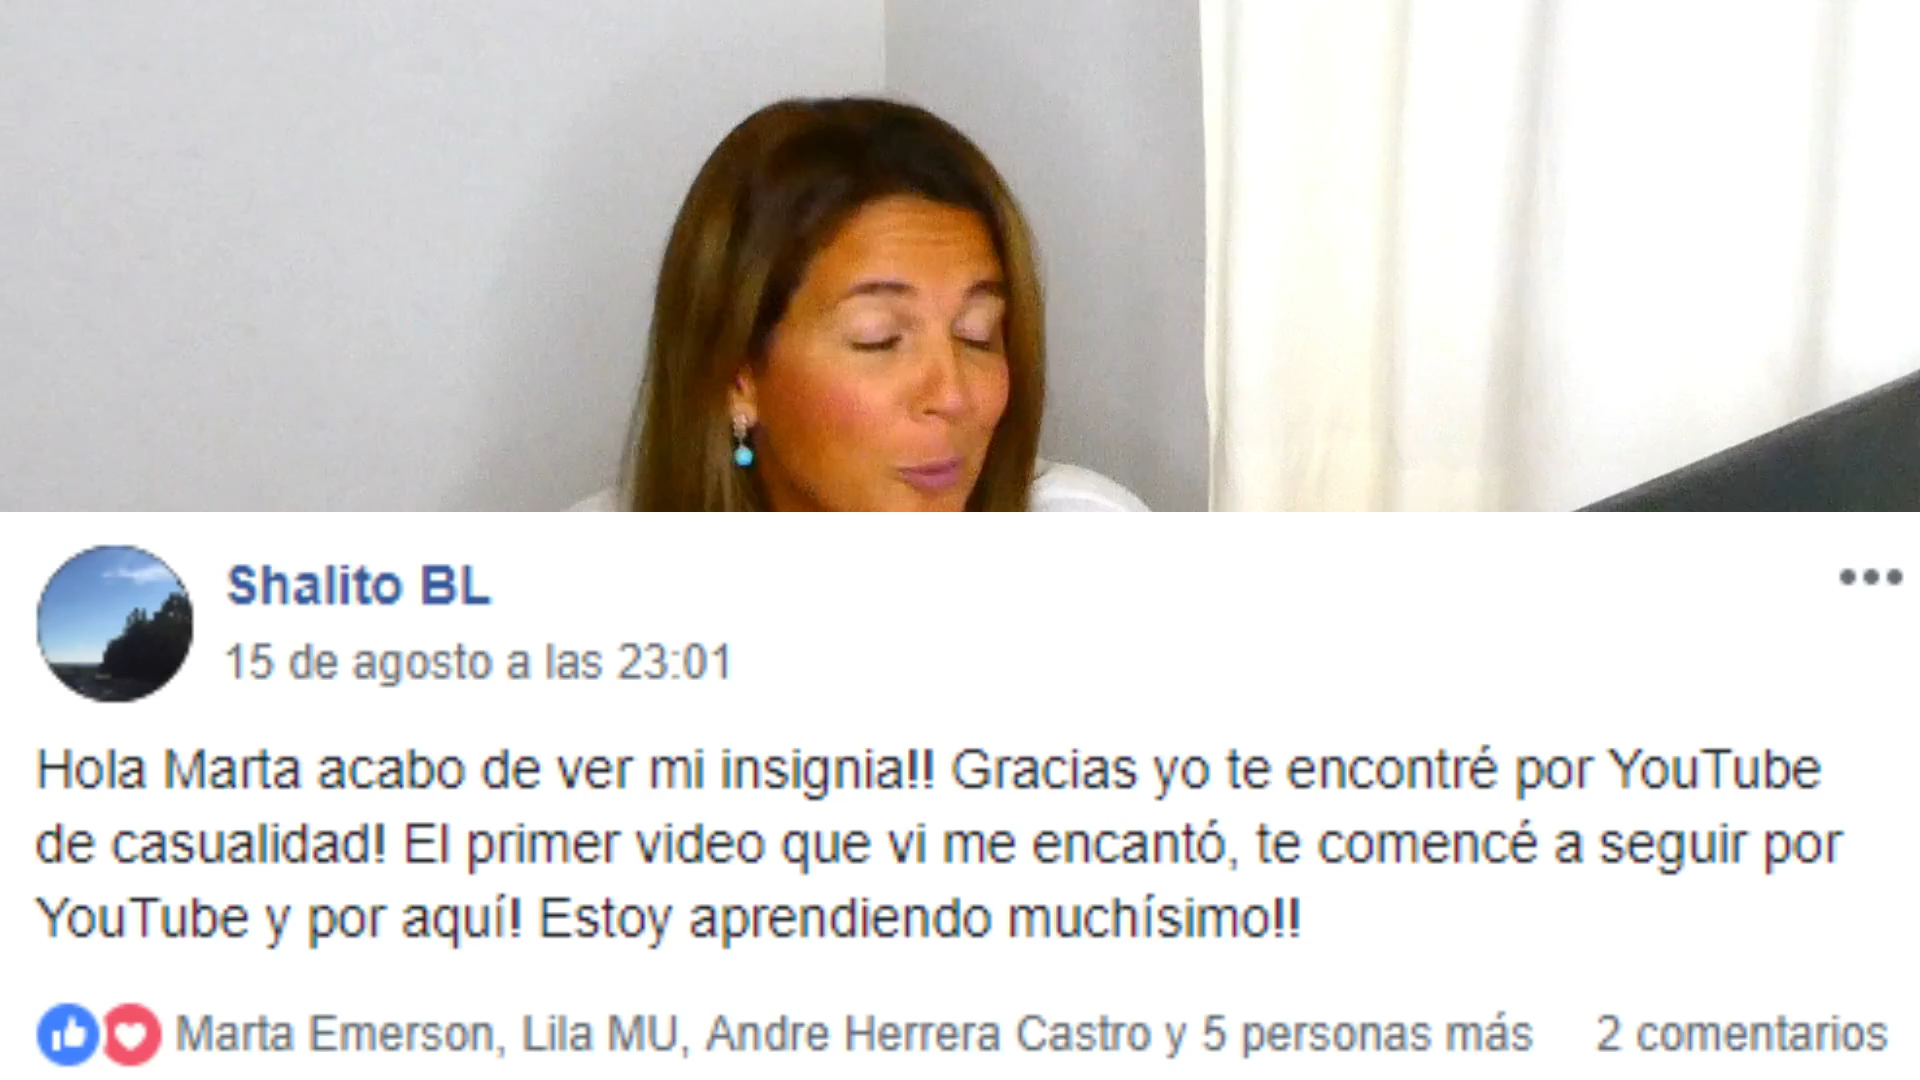 Shalito BL
15 de agosto a las 23:01
Hola Marta acabo de ver mi insignia!! Gracias yo te encontré por YouTube
de casualidad! El primer video que vi me encantó, te comencé a seguir por
YouTube y por aquí! Estoy aprendiendo muchísimo!!
Marta Emerson, Lila MU, Andre Herrera Castro y 5 personas más 2 comentarios